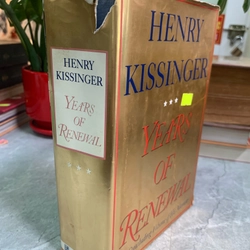 HENRY
KISSINGER
YEARS
OF
RENEWAL
HENRY
KISSINGER
***
YEARS
OF
RENEWAL